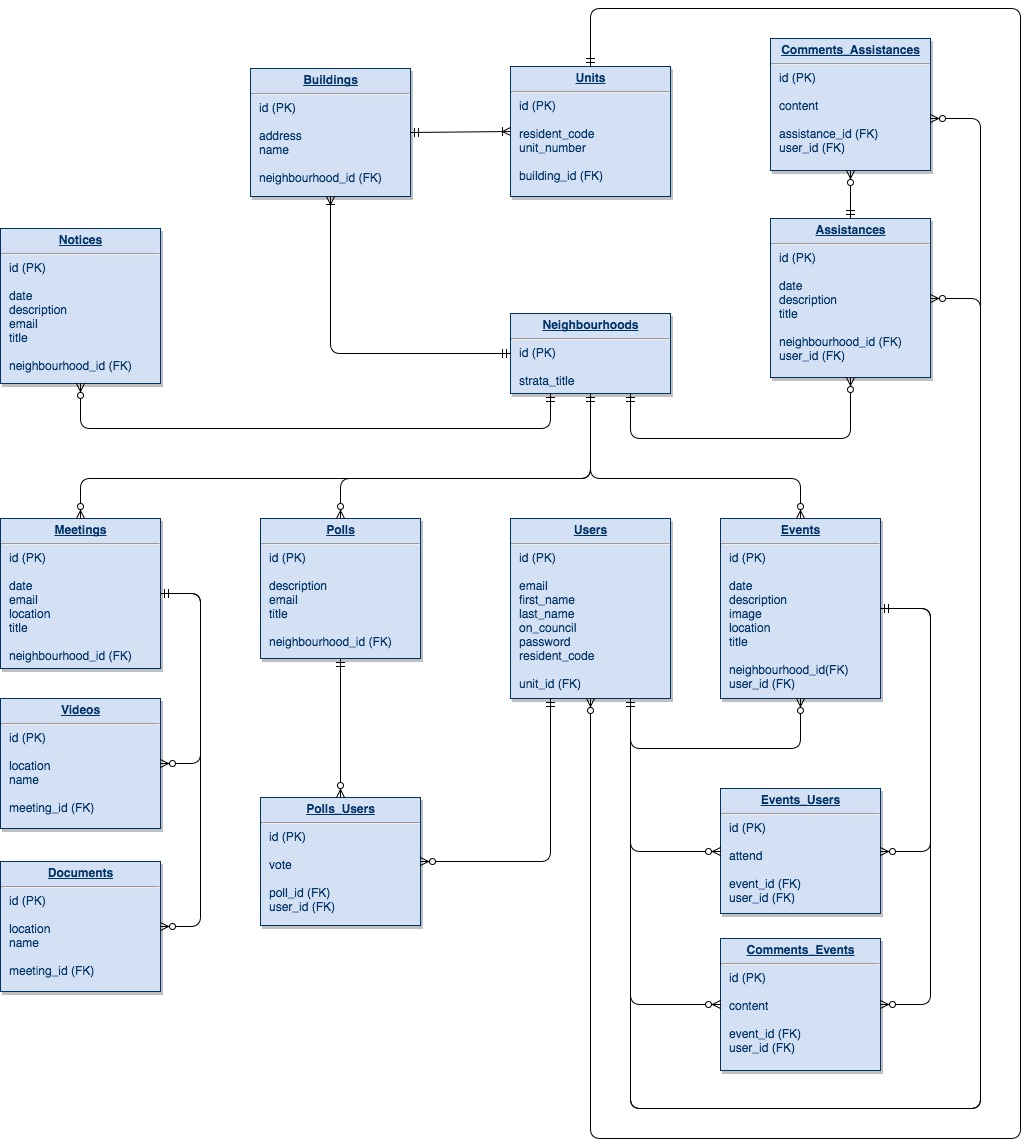 Buildings
id (PK)
address
name
neighbourhood_id (FK)
Units
id (PK)
resident_code
unit_number
building_id (FK)
Comments_Assistances
id (PK)
content
assistance_id (FK)
user_id (FK)
Notices
id (PK)
date
description
email
title
neighbourhood_id (FK)
Neighbourhoods
id (PK)
strata_title
Assistances
id (PK)
date
description
title
neighbourhood_id (FK)
user_id (FK)
Meetings
id (PK)
date
email
location
title
neighbourhood_id (FK)
Polls
id (PK)
description
email
title
neighbourhood_id (FK)
Users
id (PK)
email
first_name
last_name
on_council
password
resident_code
unit_id (FK)
Events
id (PK)
date
description
image
location
title
neighbourhood_id(FK)
user_id (FK)
Videos
id (PK)
location
name
meeting_id (FK)
Polls_Users
id (PK)
vote
poll_id (FK)
user_id (FK)
Events_Users
id (PK)
attend
event_id (FK)
user_id (FK)
Documents
id (PK)
location
name
meeting_id (FK)
Comments_Events
id (PK)
content
event_id (FK)
user_id (FK)